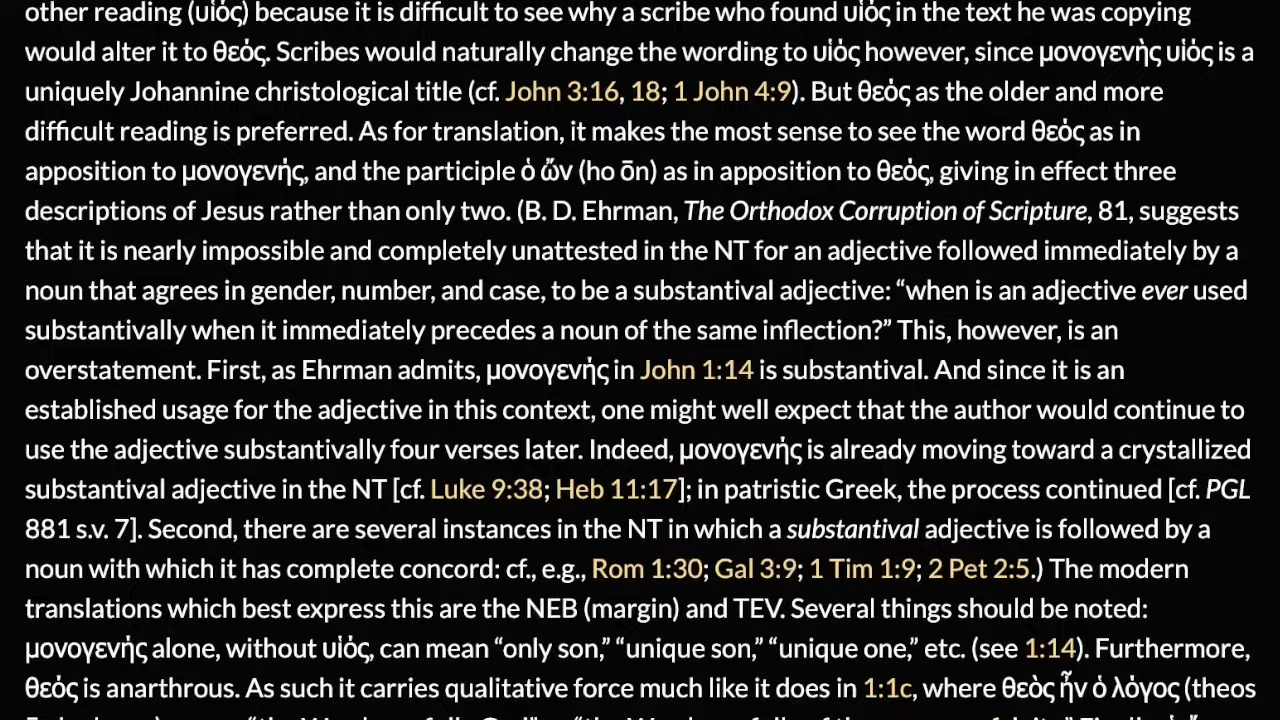 other reading (υἱός) because it is difficult to see why a scribe who found υἱός in the text he was copying
would alter it to θεός. Scribes would naturally change the wording to υἱός however, since μονογενὴς υἱός is a
uniquely Johannine christological title (cf. John 3:16, 18; 1 John 4:9). But θεός as the older and more
difficult reading is preferred. As for translation, it makes the most sense to see the word θεός as in
apposition to μονογενής, and the participle ὁ ὤν (ho ōn) as in apposition to θεός, giving in effect three
descriptions of Jesus rather than only two. (B. D. Ehrman, The Orthodox Corruption of Scripture, 81, suggests
that it is nearly impossible and completely unattested in the NT for an adjective followed immediately by a
noun that agrees in gender, number, and case, to be a substantival adjective: “when is an adjective ever used
substantivally when it immediately precedes a noun of the same inflection?” This, however, is an
overstatement. First, as Ehrman admits, μονογενής in John 1:14 is substantival. And since it is an
established usage for the adjective in this context, one might well expect that the author would continue to
use the adjective substantivally four verses later. Indeed, μονογενής is already moving toward a crystallized
substantival adjective in the NT [cf. Luke 9:38; Heb 11:17]; in patristic Greek, the process continued [cf. PGL
881 s.v. 7]. Second, there are several instances in the NT in which a substantival adjective is followed by a
noun with which it has complete concord: cf., e.g., Rom 1:30; Gal 3:9; 1 Tim 1:9; 2 Pet 2:5.) The modern
translations which best express this are the NEB (margin) and TEV. Several things should be noted:
μονογενής alone, without υἱός, can mean “only son,” “unique son,” “unique one,” etc. (see 1:14). Furthermore,
θεός is anarthrous. As such it carries qualitative force much like it does in 1:1c, where θεὸς ἦν ὁ λόγος (theos